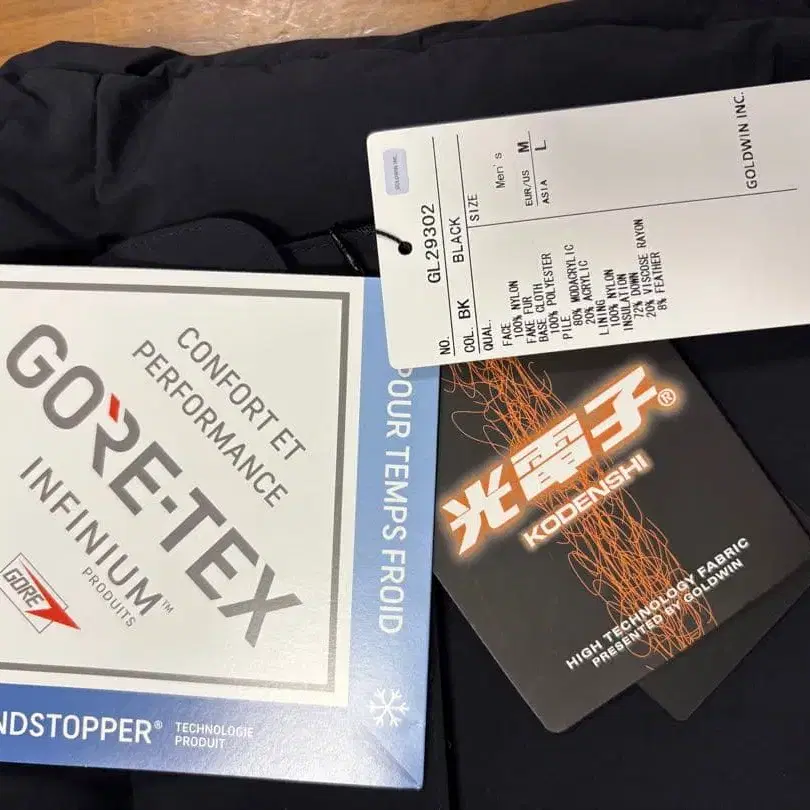 GOLDWIN INC.
NO. GL29302
COL. BK BLACK
SIZE
Men's
EUR/US M
ASIA L
GOLDWIN INC.
QUAL.
FACE
100% NYLON
FAKE FUR
BASE CLOTH
100% POLYESTER
PILE
80% MODACRYLIC
20% ACRYLIC
LINING
100% NYLON
INSULATION
72% DOWN
20% VISCOSE RAYON
8% FEATHER
CONFORT ET
PERFORMANCE
GORE-TEX
INFINIUM™
PRODUITS
GORE
POUR TEMPS FROID
NDSTOPPER®
TECHNOLOGIE
PRODUIT
光電子®
KODENSHI
HIGH TECHNOLOGY FABRIC
PRESENTED BY GOLDWIN